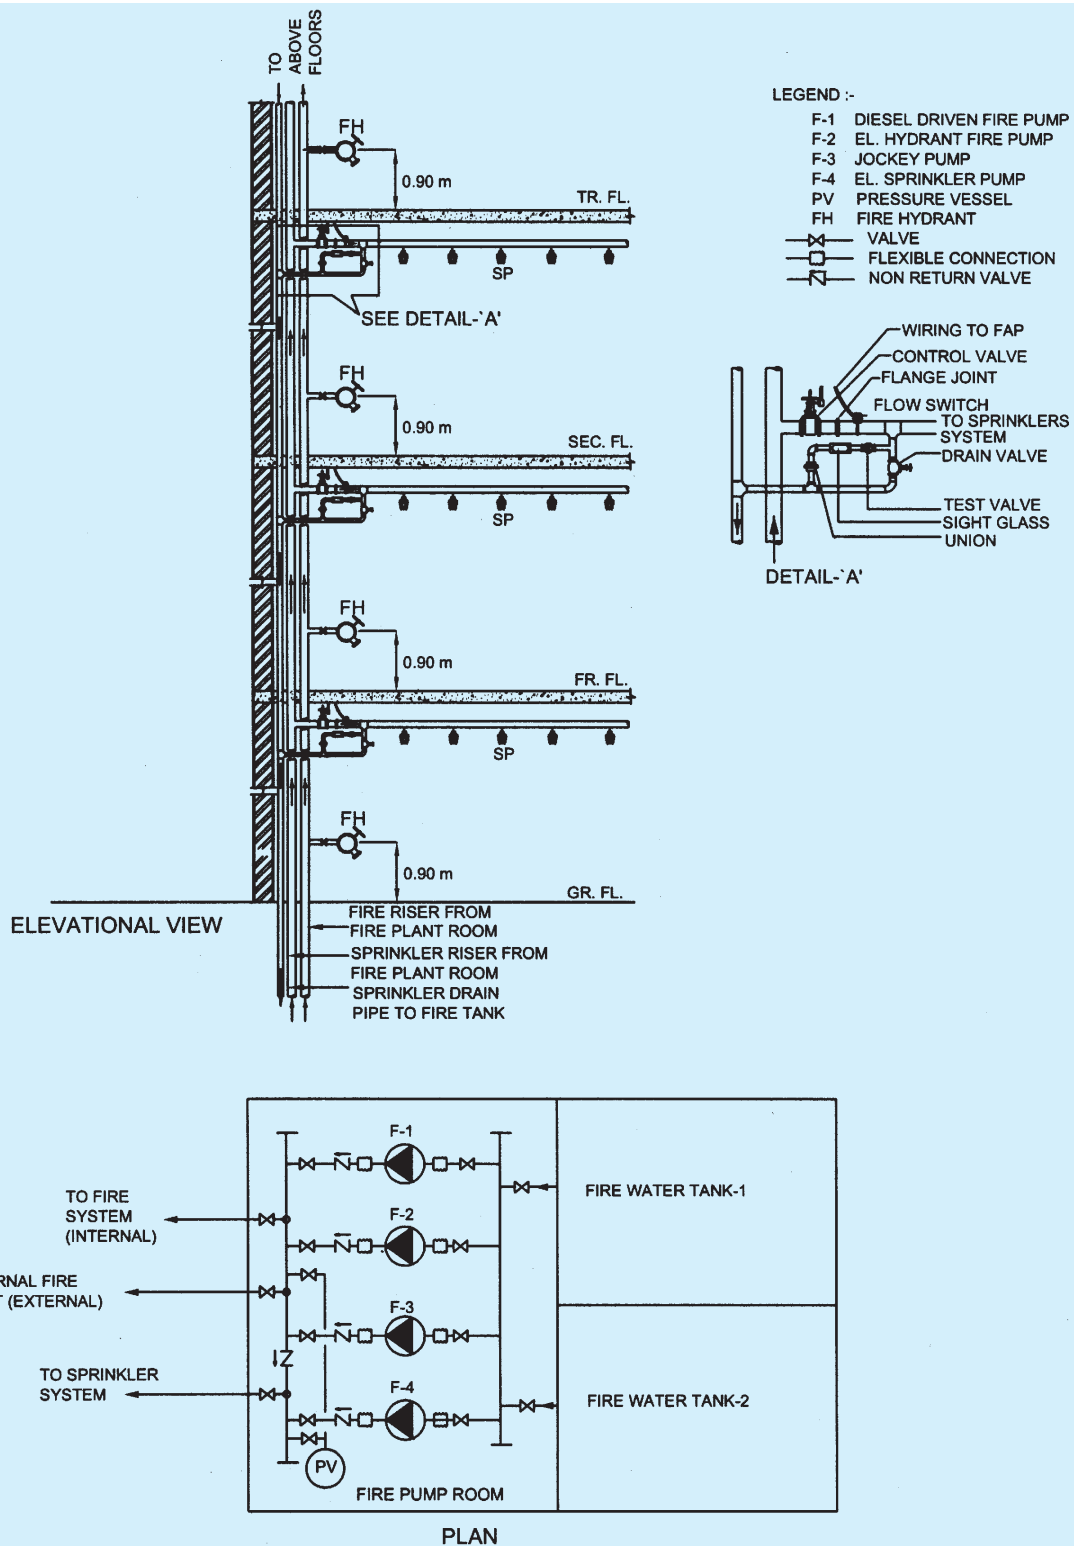 TO
ABOVE
FLOORS
FH
0.90 m
TR. FL.
SP
SEE DETAIL-`A'
FH
0.90 m
SEC. FL.
SP
FH
0.90 m
FR. FL.
SP
FH
0.90 m
GR. FL.
ELEVATIONAL VIEW
FIRE RISER FROM
FIRE PLANT ROOM
SPRINKLER RISER FROM
FIRE PLANT ROOM
SPRINKLER DRAIN
PIPE TO FIRE TANK
LEGEND :-
F-1 DIESEL DRIVEN FIRE PUMP
F-2 EL. HYDRANT FIRE PUMP
F-3 JOCKEY PUMP
F-4 EL. SPRINKLER PUMP
PV PRESSURE VESSEL
FH FIRE HYDRANT
VALVE
FLEXIBLE CONNECTION
NON RETURN VALVE
WIRING TO FAP
CONTROL VALVE
FLANGE JOINT
FLOW SWITCH
TO SPRINKLERS
SYSTEM
DRAIN VALVE
TEST VALVE
SIGHT GLASS
UNION
DETAIL-`A'
F-1
TO FIRE
SYSTEM
(INTERNAL)
F-2
RNAL FIRE
T (EXTERNAL)
F-3
TO SPRINKLER
SYSTEM
F-4
PV
FIRE PUMP ROOM
FIRE WATER TANK-1
FIRE WATER TANK-2
PLAN